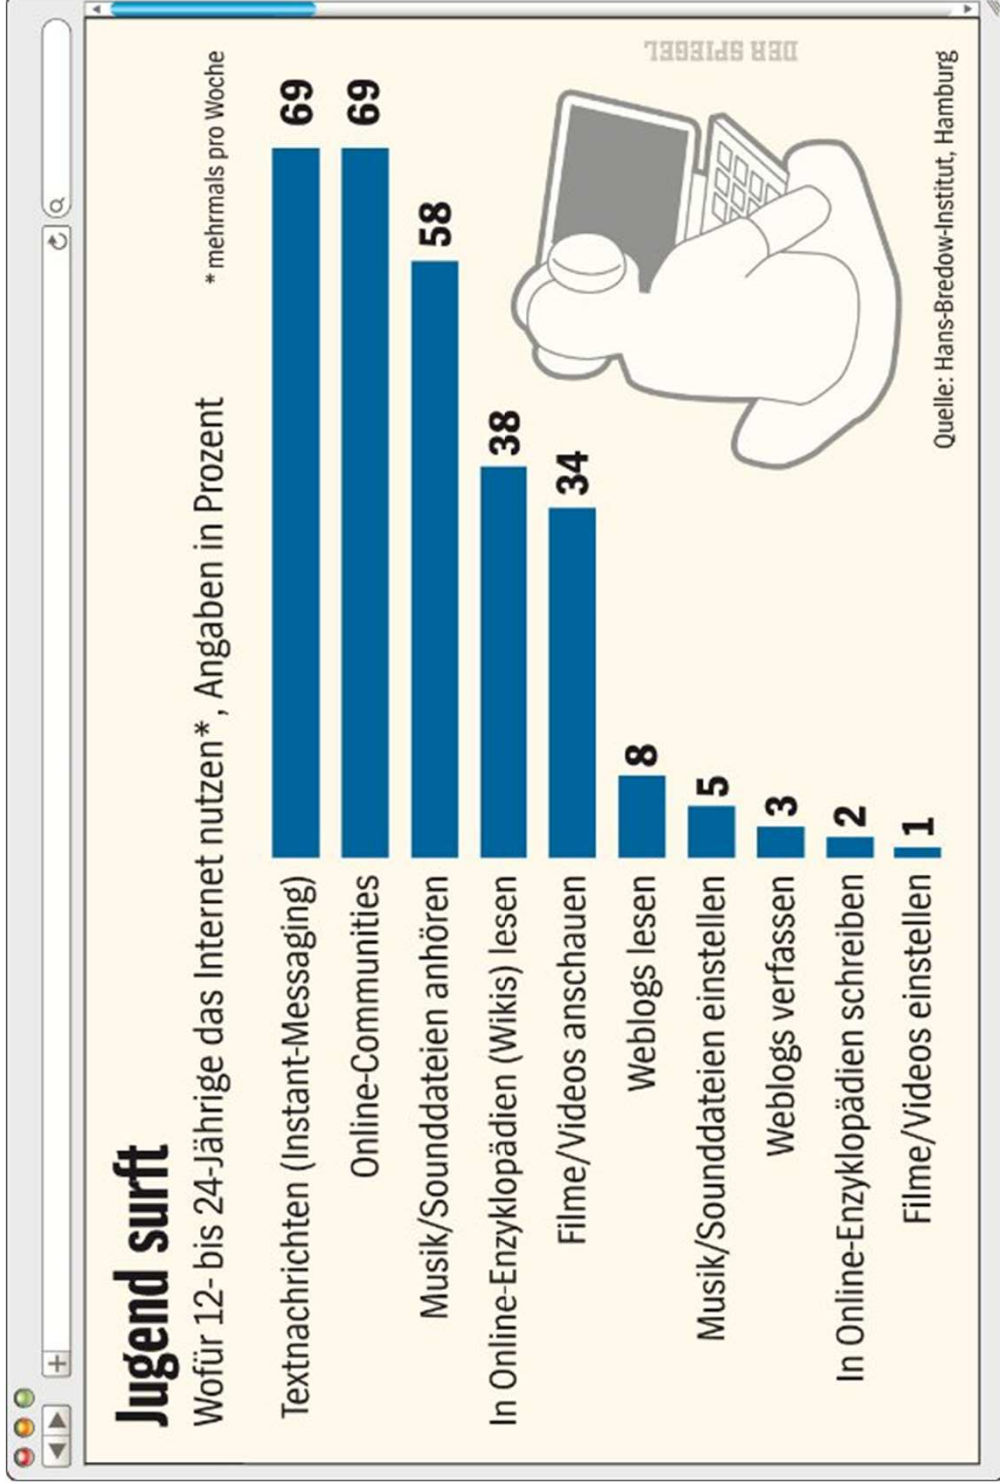 Jugend surft
Wofür 12- bis 24-Jährige das Internet nutzen*, Angaben in Prozent
*mehrmals pro Woche
Textnachrichten (Instant-Messaging) 69
Online-Communities 69
Musik/Sounddateien anhören 58
In Online-Enzyklopädien (Wikis) lesen 38
Filme/Videos anschauen 34
Weblogs lesen 8
Musik/Sounddateien einstellen 5
Weblogs verfassen 3
In Online-Enzyklopädien schreiben 2
Filme/Videos einstellen 1
DER SPIEGEL
Quelle: Hans-Bredow-Institut, Hamburg